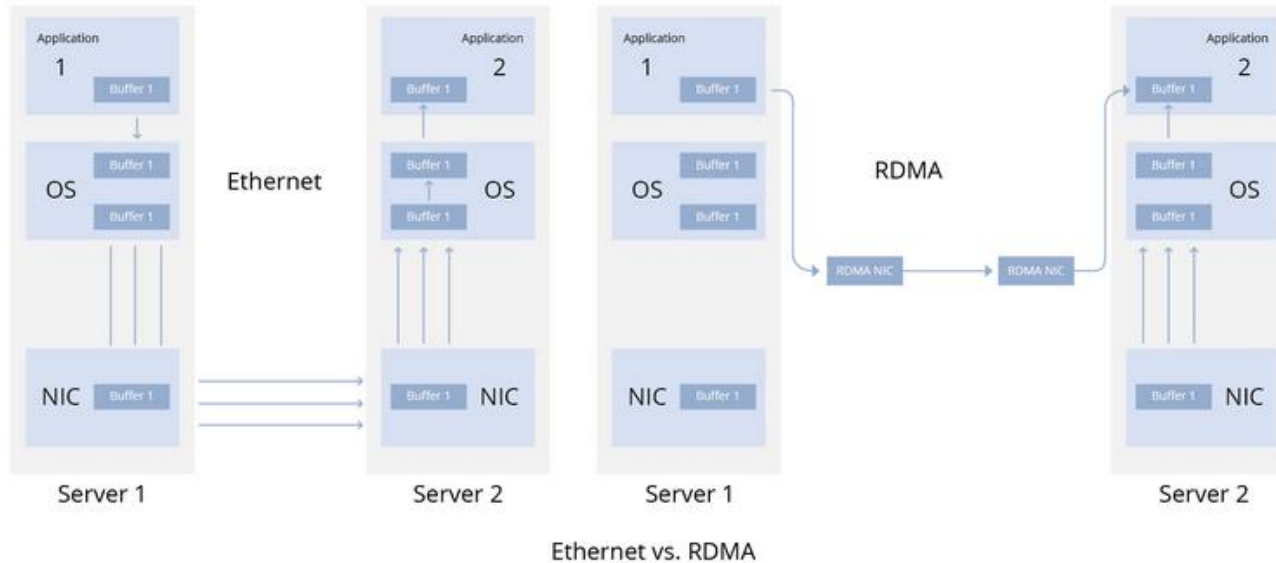 Application
1
Buffer 1
OS
Buffer 1
Buffer 1
NIC
Buffer 1
Server 1
Ethernet
Application
2
Buffer 1
Buffer 1
OS
Buffer 1
Buffer 1
NIC
Server 2
Application
1
Buffer 1
OS
Buffer 1
Buffer 1
NIC
Buffer 1
Server 1
RDMA
RDMA NIC
RDMA NIC
Application
2
Buffer 1
Buffer 1
OS
Buffer 1
Buffer 1
NIC
Server 2
Ethernet vs. RDMA